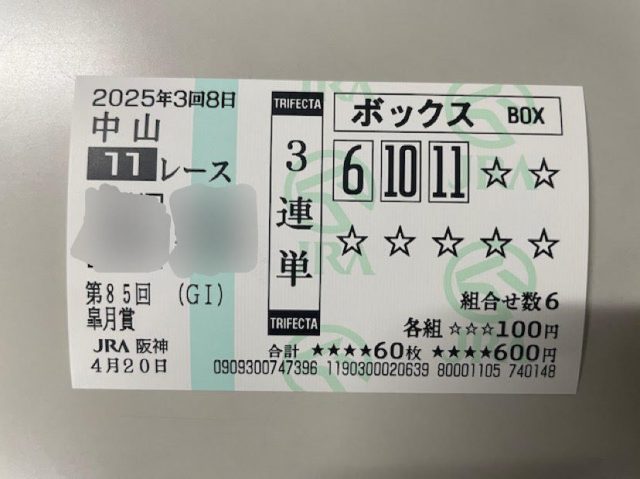 2025年3回8日
中山
11レース
第85回 (GI)
皐月賞
JRA 阪神
4月20日
TRIFECTA
3連単
TRIFECTA
ボックス BOX
6 10 11 ☆ ☆
☆ ☆ ☆ ☆ ☆
組合せ数6
各組 ☆☆☆100円
合計 ★★★★60枚 ★★★★600円
0909300747396 1190300020639 80001105 740148
JRA
JRA
JRA